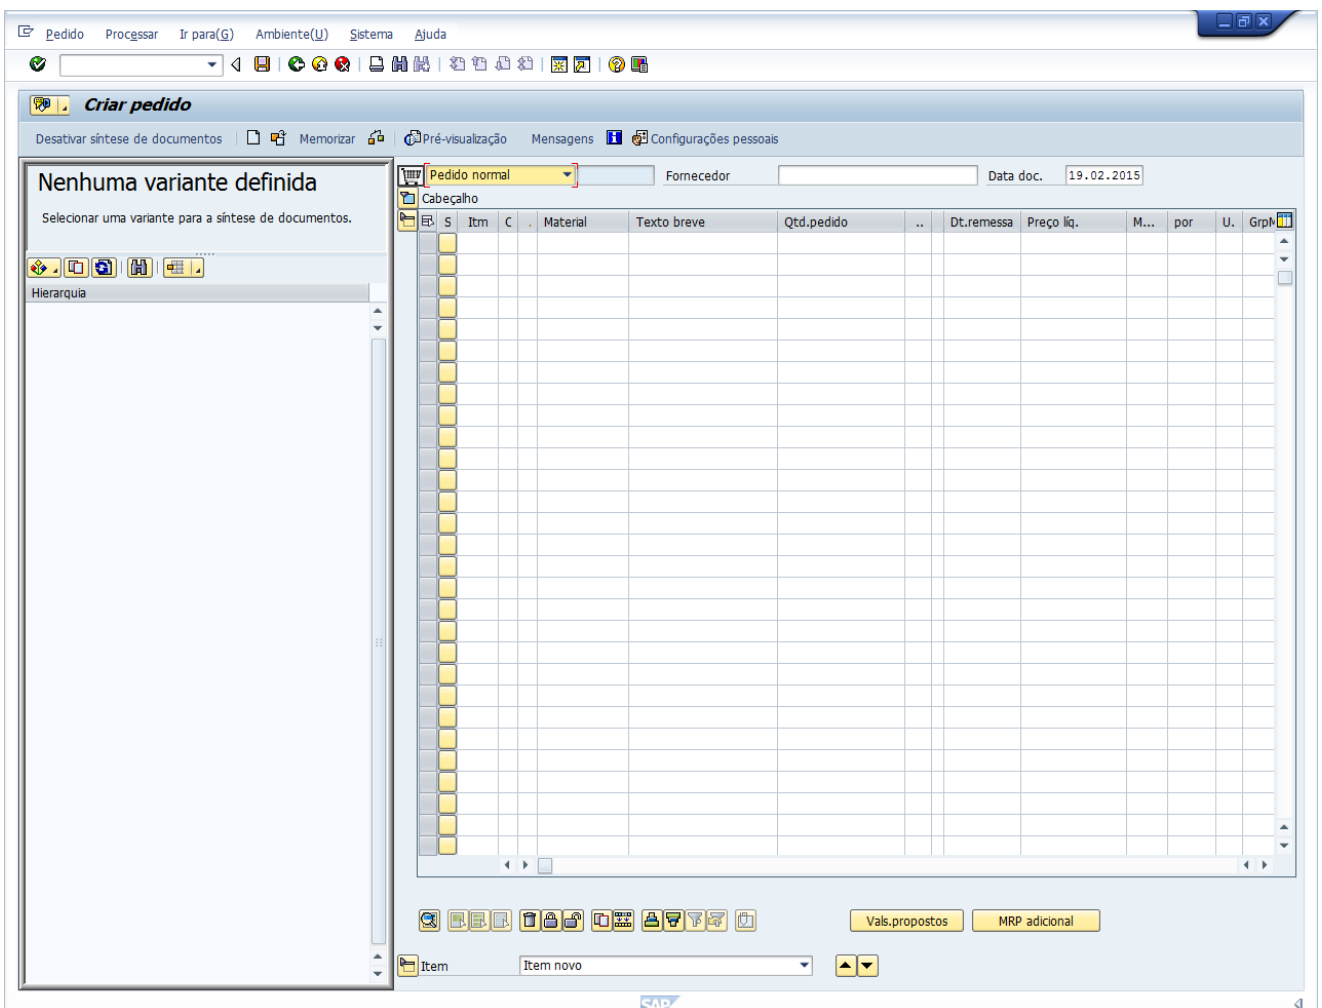 Pedido Processar Ir para(G) Ambiente(U) Sistema Ajuda
Criar pedido
Desativar síntese de documentos Memorizar Pré-visualização Mensagens Configurações pessoais
Nenhuma variante definida
Selecionar uma variante para a síntese de documentos.
Hierarquia
Pedido normal Fornecedor Data doc. 19.02.2015
Cabeçalho
S Itm C . Material Texto breve Qtd.pedido .. Dt.remessa Preço líq. M... por U. GrpM
Vals.propostos MRP adicional
Item Item novo
SAP